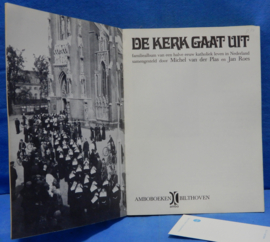 DE KERK GAAT UIT
familiealbum van een halve eeuw katholiek leven in Nederland
samengesteld door Michel van der Plas en Jan Roes
AMBOBOEKEN BILTHOVEN